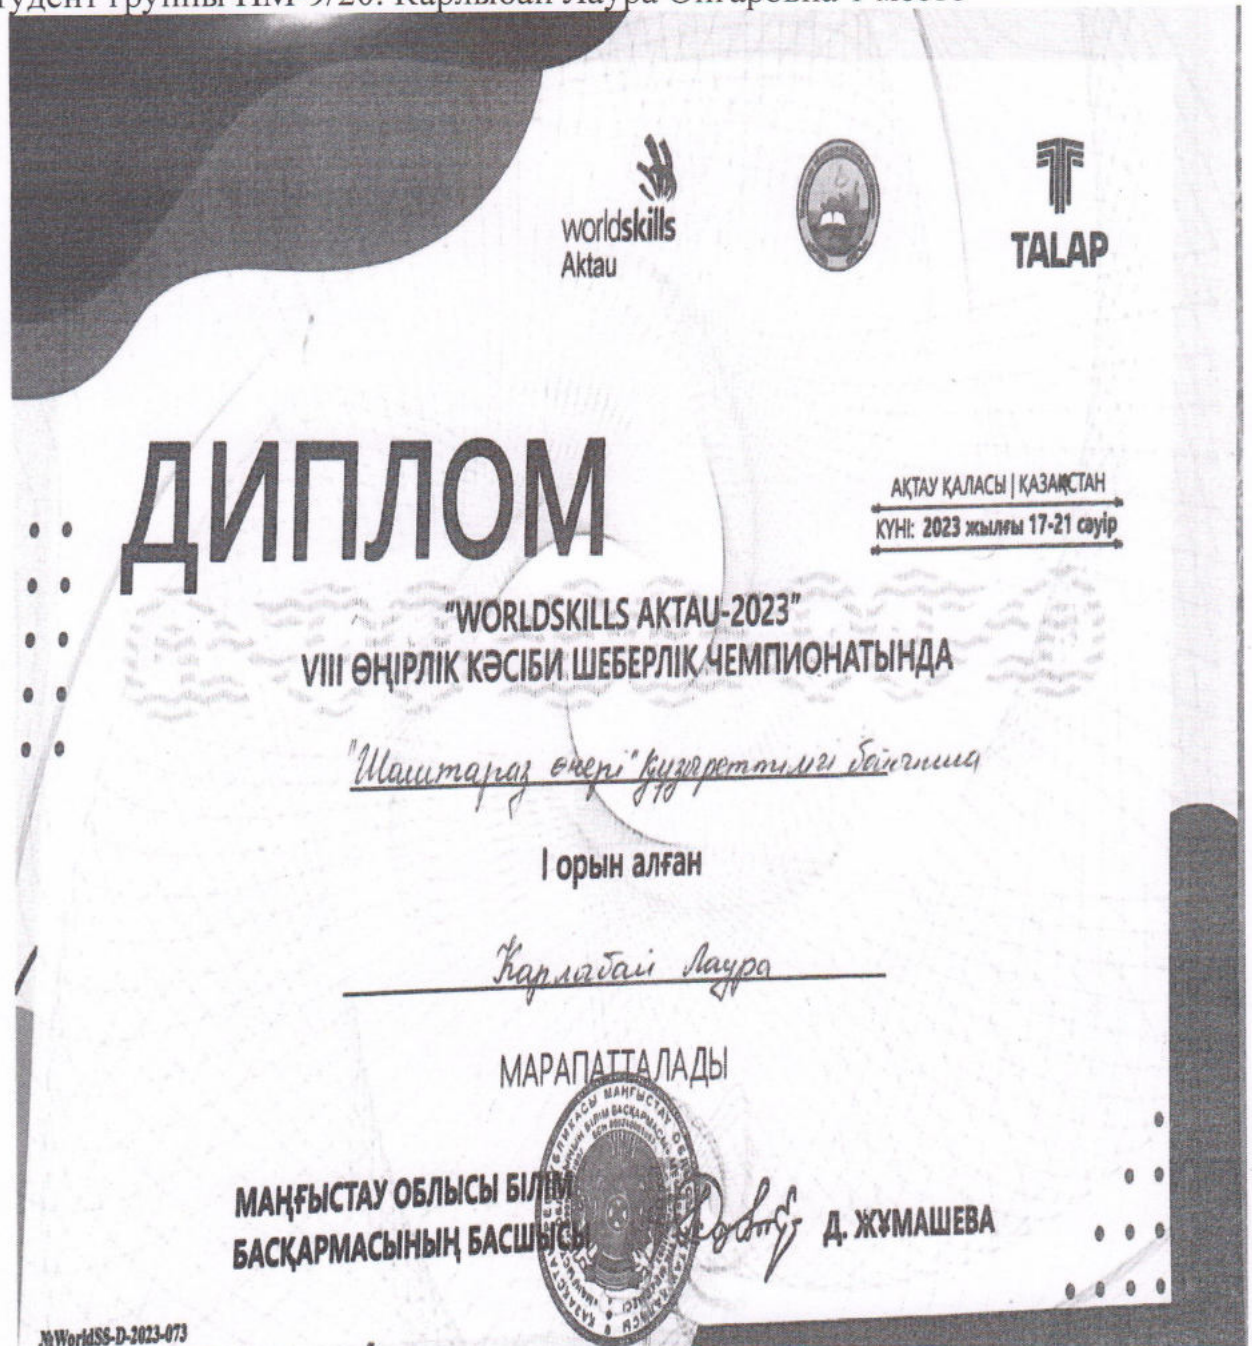 worldskills
Aktau
TALAP
ДИПЛОМ
АҚТАУ ҚАЛАСЫ | ҚАЗАҚСТАН
КҮНІ: 2023 жылғы 17-21 сәуір
"WORLDSKILLS AKTAU-2023"
VIII ӨҢІРЛІК КӘСІБИ ШЕБЕРЛІК ЧЕМПИОНАТЫНДА
"Шаштараз өнері" құзыреттілігі бойынша
I орын алған
Карлыбай Лаура
МАРАПАТТАЛАДЫ
МАҢҒЫСТАУ ОБЛЫСЫ БІЛІМ
БАСҚАРМАСЫНЫҢ БАСШЫСЫ
Д. ЖҰМАШЕВА
№WorldSS-D-2023-073